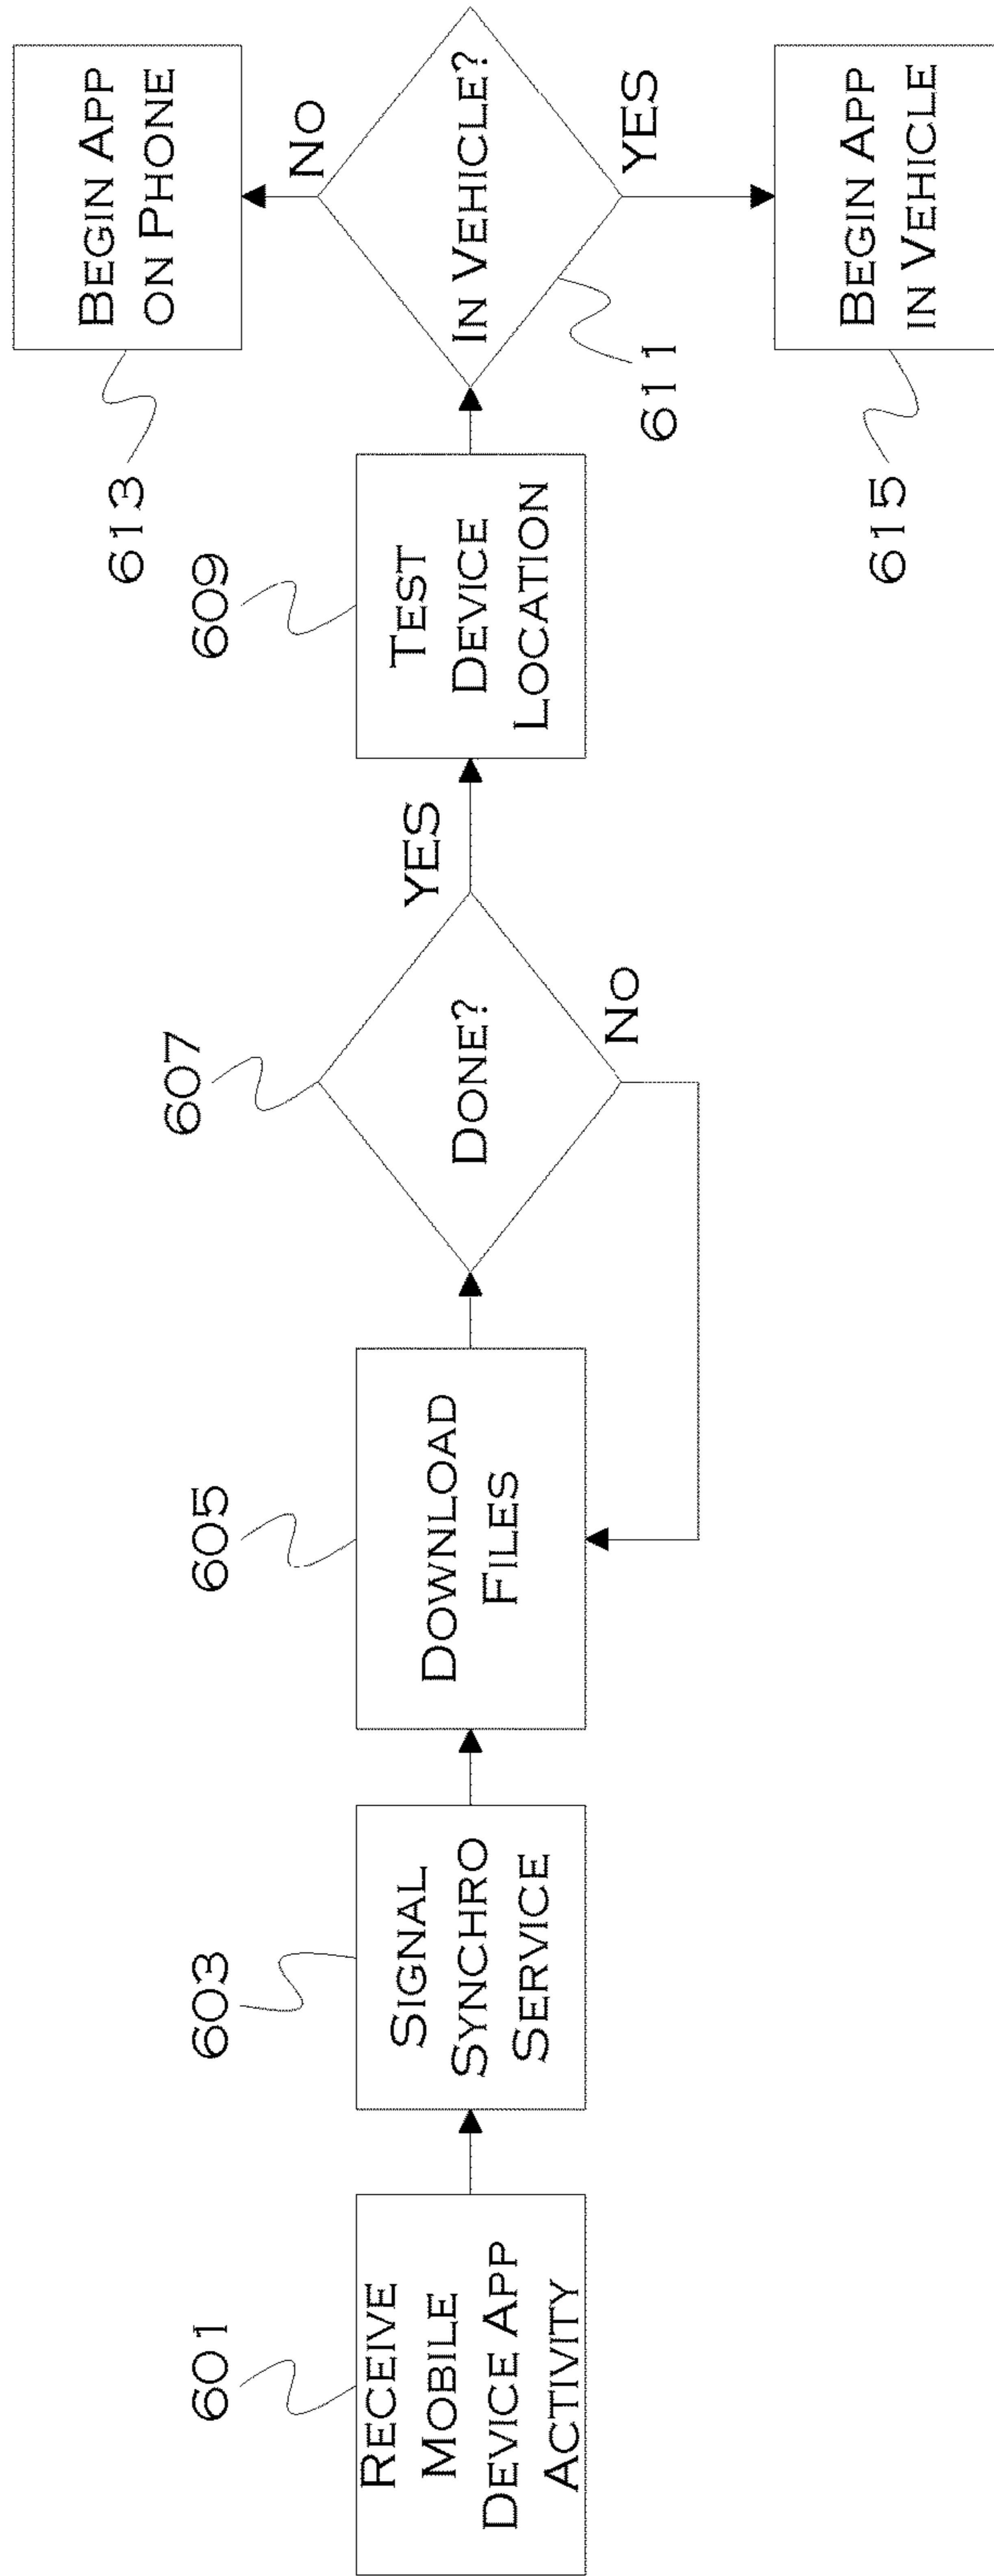 601
RECEIVE
MOBILE
DEVICE APP
ACTIVITY
603
SIGNAL
SYNCHRO
SERVICE
605
DOWNLOAD
FILES
607
DONE?
YES
NO
609
TEST
DEVICE
LOCATION
611
IN VEHICLE?
NO
YES
613
BEGIN APP
ON PHONE
615
BEGIN APP
IN VEHICLE